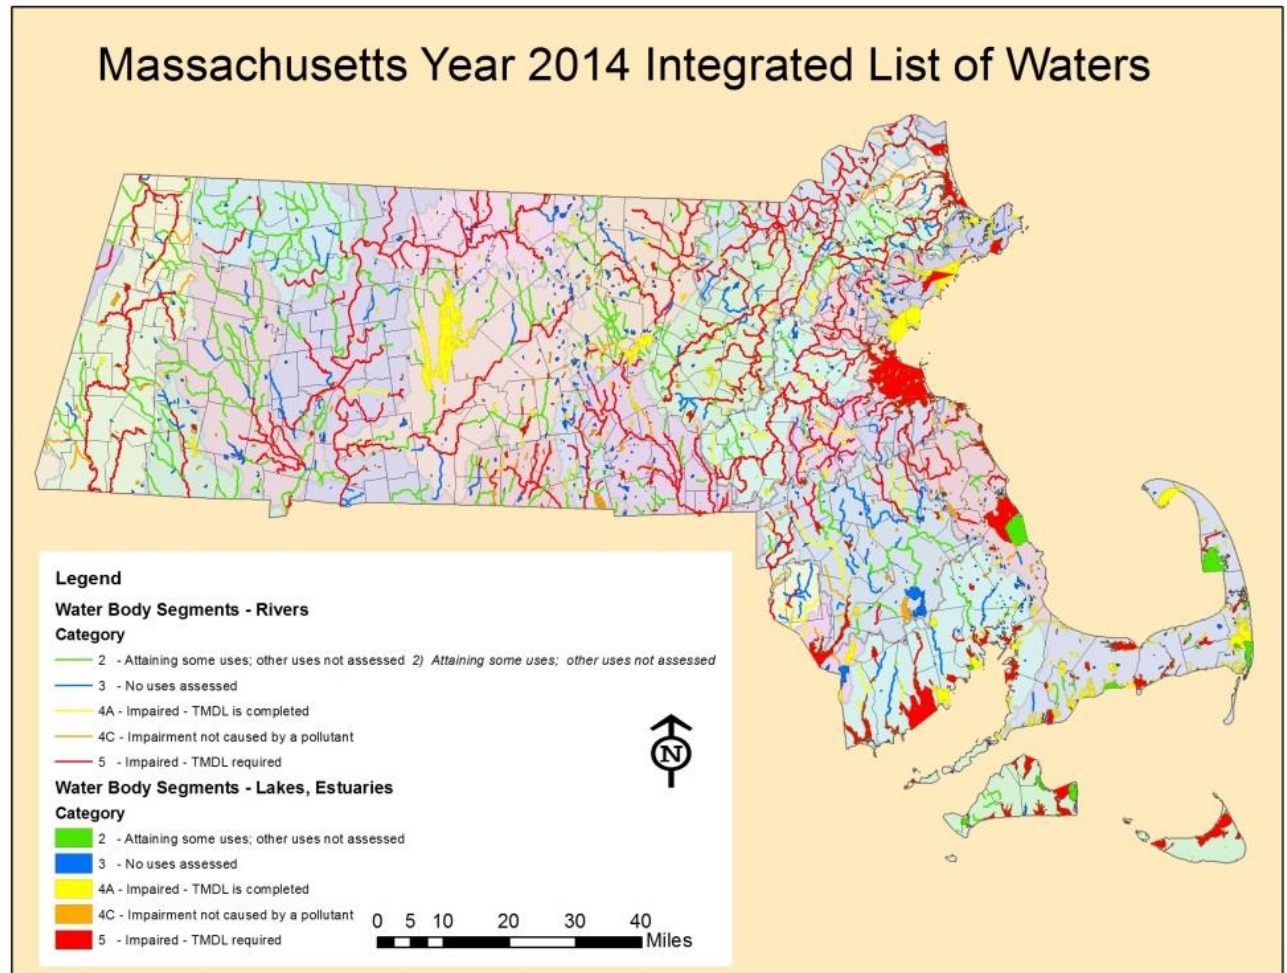 Massachusetts Year 2014 Integrated List of Waters
Legend
Water Body Segments - Rivers
Category
2 - Attaining some uses; other uses not assessed 2) Attaining some uses; other uses not assessed
3 - No uses assessed
4A - Impaired - TMDL is completed
4C - Impairment not caused by a pollutant
5 - Impaired - TMDL required
Water Body Segments - Lakes, Estuaries
Category
2 - Attaining some uses; other uses not assessed
3 - No uses assessed
4A - Impaired - TMDL is completed
4C - Impairment not caused by a pollutant
5 - Impaired - TMDL required
N
0 5 10 20 30 40
Miles